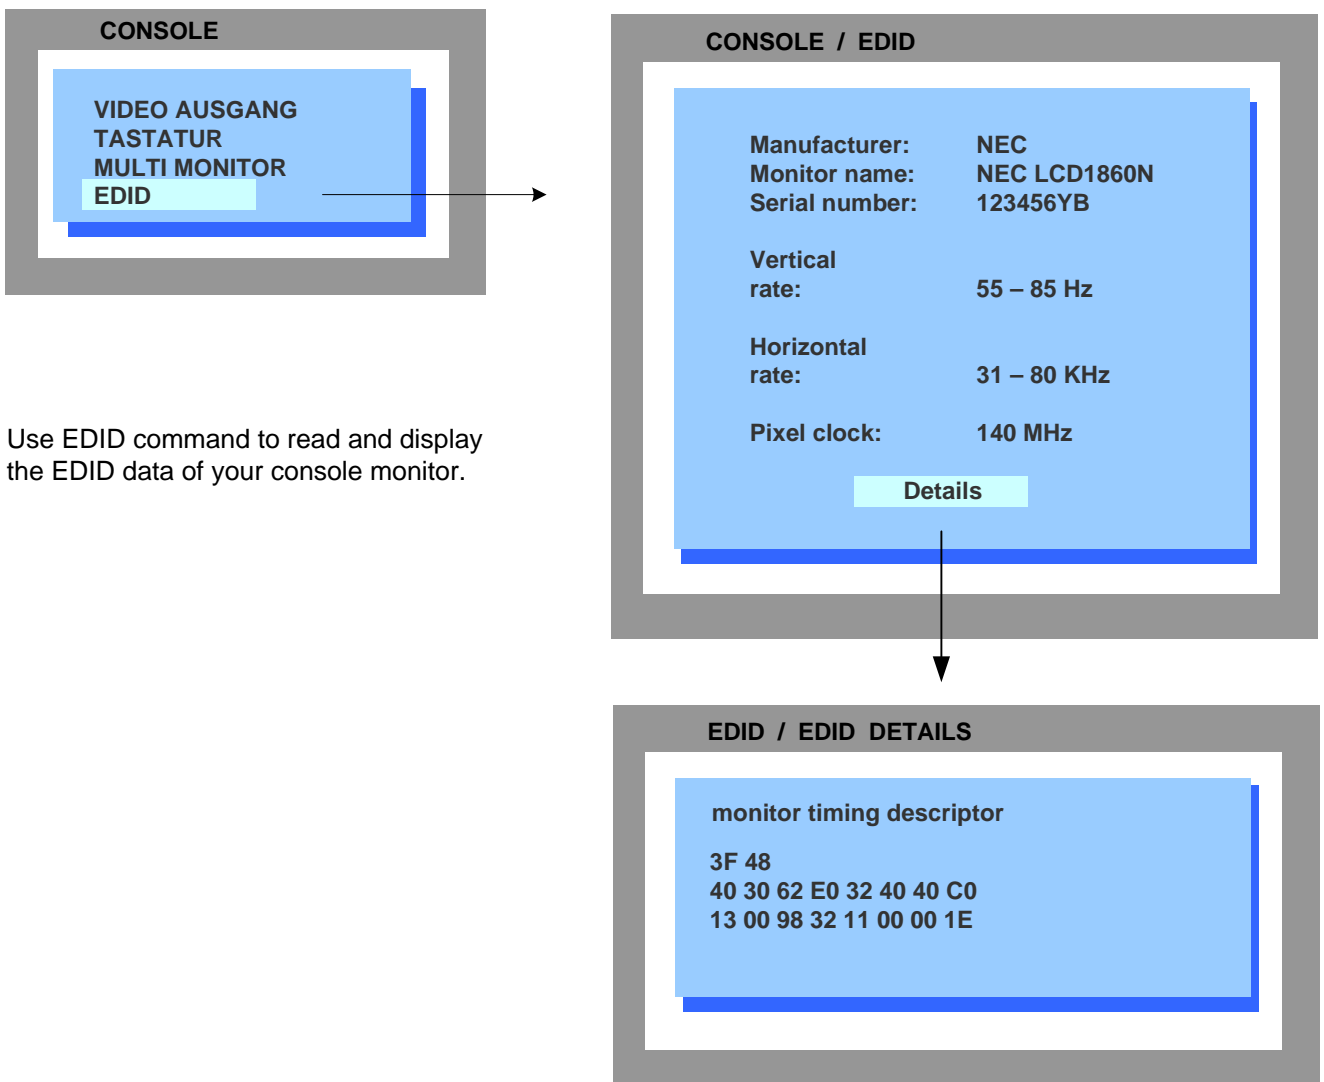 CONSOLE
VIDEO AUSGANG
TASTATUR
MULTI MONITOR
EDID
Use EDID command to read and display
the EDID data of your console monitor.
CONSOLE / EDID
Manufacturer: NEC
Monitor name: NEC LCD1860N
Serial number: 123456YB
Vertical
rate: 55 – 85 Hz
Horizontal
rate: 31 – 80 KHz
Pixel clock: 140 MHz
Details
EDID / EDID DETAILS
monitor timing descriptor
3F 48
40 30 62 E0 32 40 40 C0
13 00 98 32 11 00 00 1E